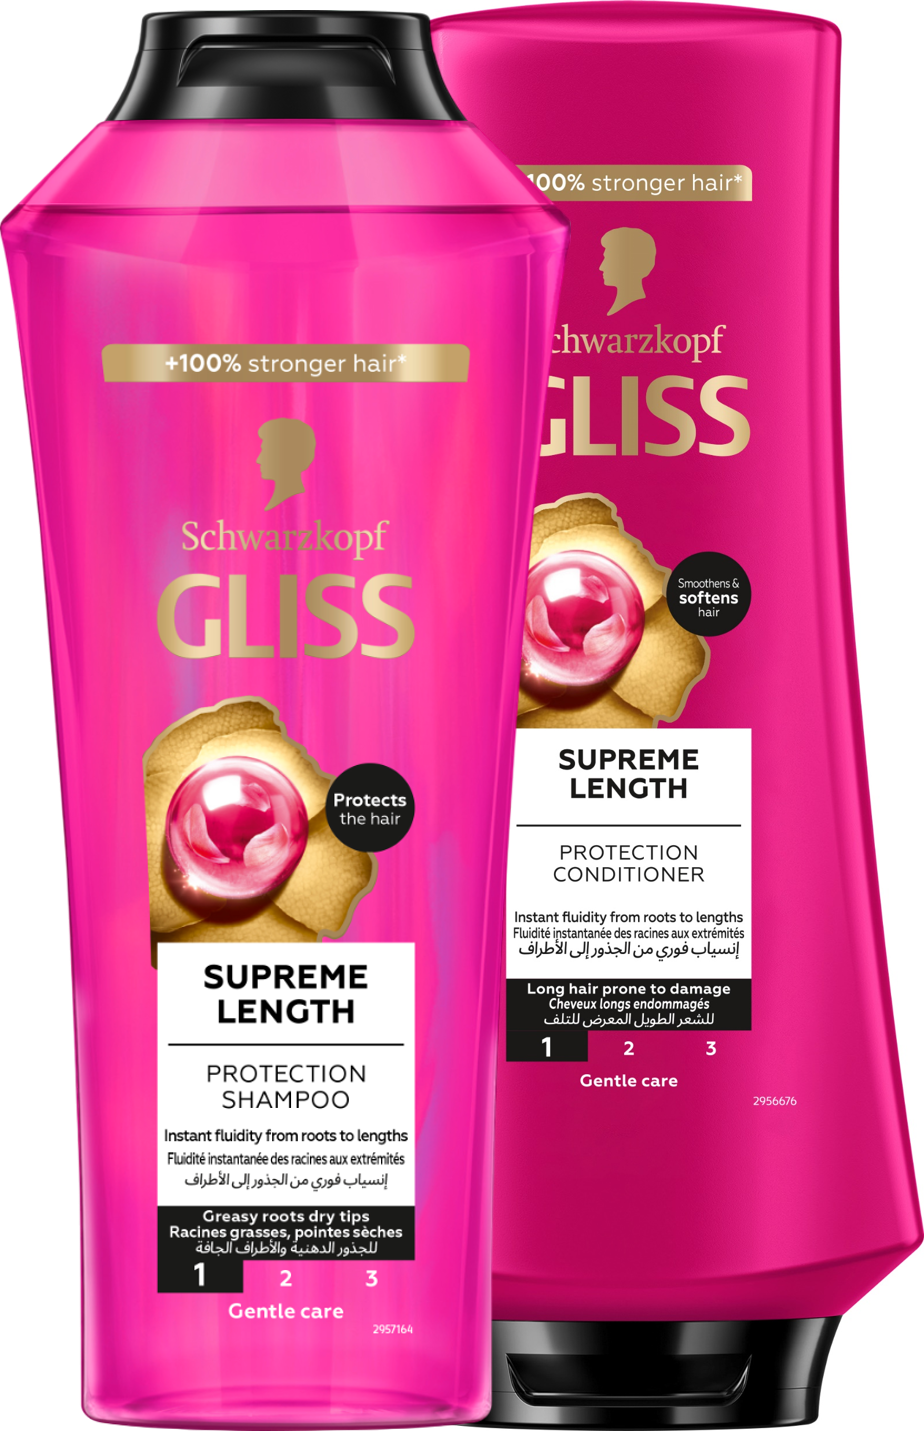 +100% stronger hair*
Schwarzkopf
GLISS
Protects
the hair
SUPREME
LENGTH
PROTECTION
SHAMPOO
Instant fluidity from roots to lengths
Fluidité instantanée des racines aux extrémités
إنسياب فوري من الجذور إلى الأطراف
Greasy roots dry tips
Racines grasses, pointes sèches
للجذور الدهنية والأطراف الجافة
1 2 3
Gentle care
2957164
100% stronger hair*
chwarzkopf
GLISS
Smoothens &
softens
hair
SUPREME
LENGTH
PROTECTION
CONDITIONER
Instant fluidity from roots to lengths
Fluidité instantanée des racines aux extrémités
إنسياب فوري من الجذور إلى الأطراف
Long hair prone to damage
Cheveux longs endommagés
للشعر الطويل المعرض للتلف
1 2 3
Gentle care
2956676